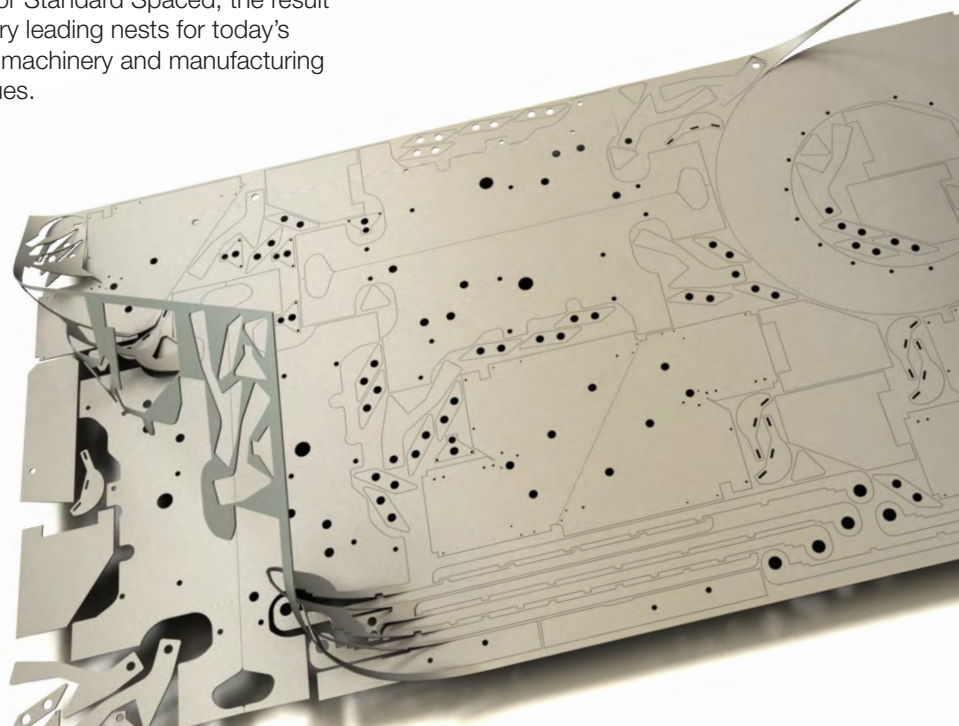 or Standard Spaced, the result
ry leading nests for today’s
machinery and manufacturing
ues.